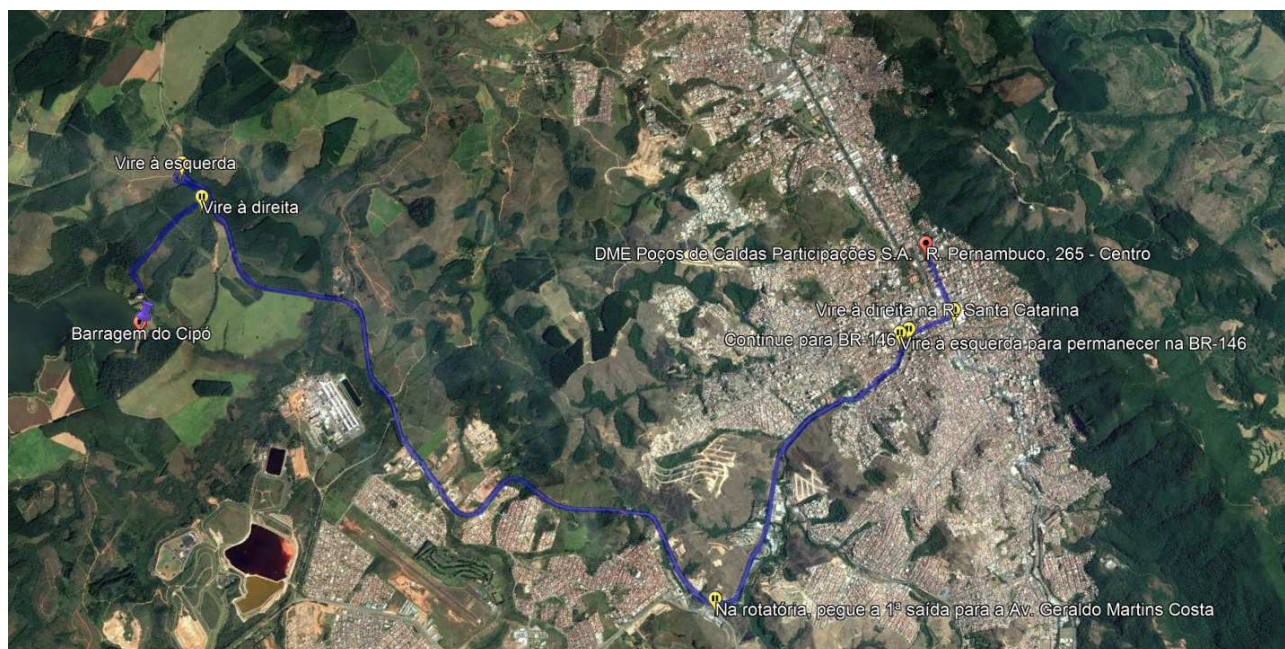 Vire à esquerda
Vire à direita
DME Poços de Caldas Participações S.A. R. Pernambuco, 265 - Centro
Barragem do Cipó
Vire à direita na R. Santa Catarina
Continue para BR-146
Vire à esquerda para permanecer na BR-146
Na rotatória, pegue a 1ª saída para a Av. Geraldo Martins Costa